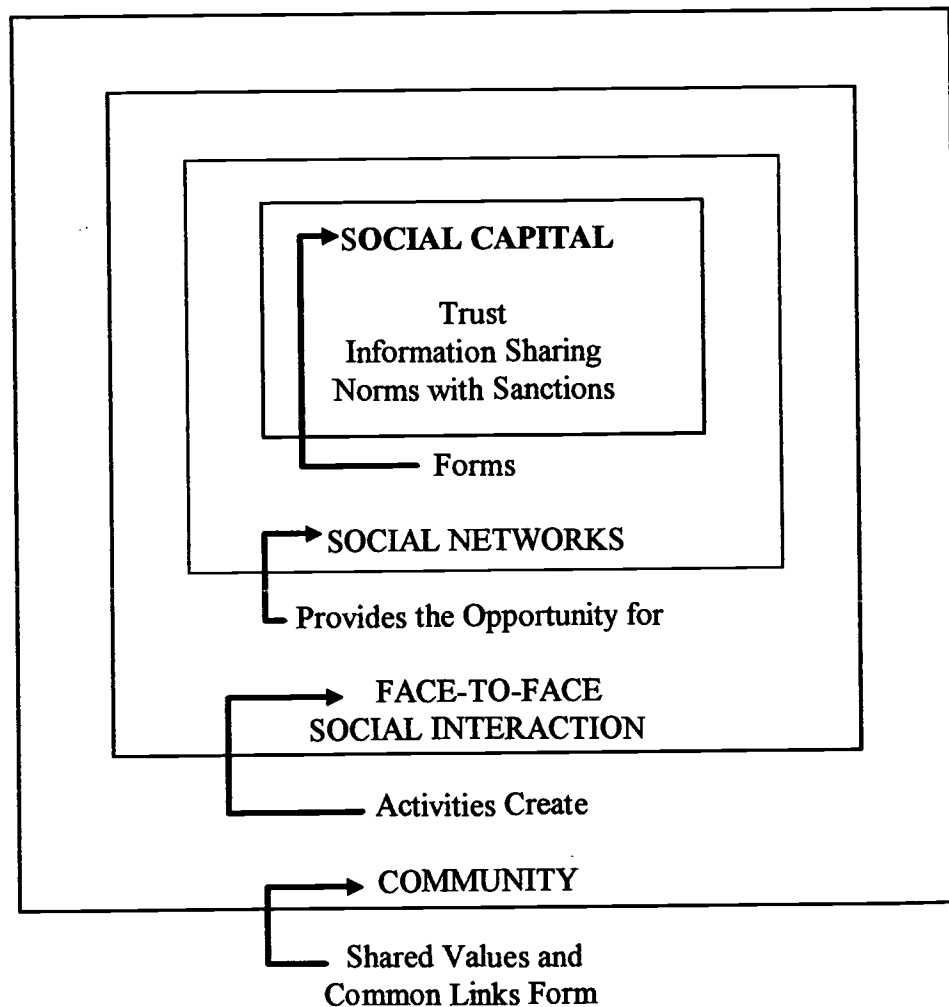 SOCIAL CAPITAL
Trust
Information Sharing
Norms with Sanctions
Forms
SOCIAL NETWORKS
Provides the Opportunity for
FACE-TO-FACE
SOCIAL INTERACTION
Activities Create
COMMUNITY
Shared Values and
Common Links Form